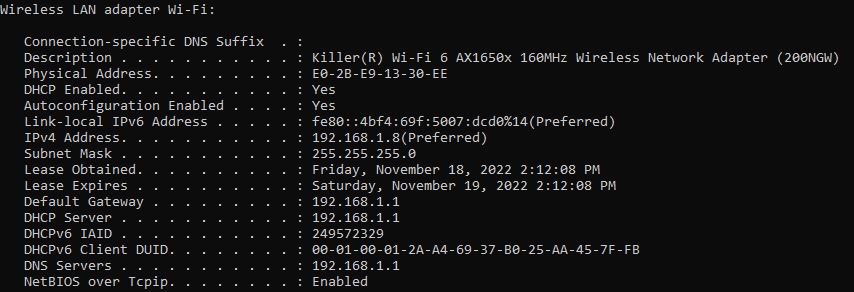 Wireless LAN adapter Wi-Fi:
Connection-specific DNS Suffix  . :
Description . . . . . . . . . . . : Killer(R) Wi-Fi 6 AX1650x 160MHz Wireless Network Adapter (200NGW)
Physical Address. . . . . . . . . : E0-2B-E9-13-30-EE
DHCP Enabled. . . . . . . . . . . : Yes
Autoconfiguration Enabled . . . . : Yes
Link-local IPv6 Address . . . . . : fe80::4bf4:69f:5007:dcd0%14(Preferred)
IPv4 Address. . . . . . . . . . . : 192.168.1.8(Preferred)
Subnet Mask . . . . . . . . . . . : 255.255.255.0
Lease Obtained. . . . . . . . . . : Friday, November 18, 2022 2:12:08 PM
Lease Expires . . . . . . . . . . : Saturday, November 19, 2022 2:12:08 PM
Default Gateway . . . . . . . . . : 192.168.1.1
DHCP Server . . . . . . . . . . . : 192.168.1.1
DHCPv6 IAID . . . . . . . . . . . : 249572329
DHCPv6 Client DUID. . . . . . . . : 00-01-00-01-2A-A4-69-37-B0-25-AA-45-7F-FB
DNS Servers . . . . . . . . . . . : 192.168.1.1
NetBIOS over Tcpip. . . . . . . . : Enabled